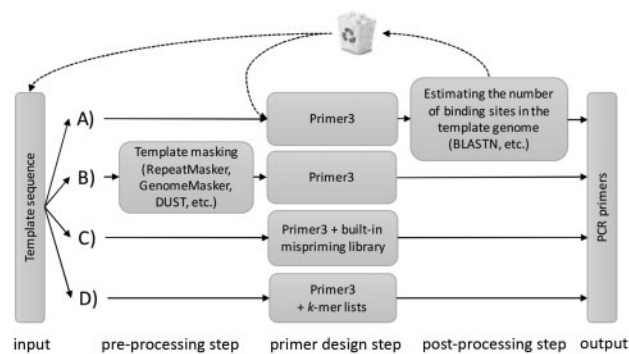 Template sequence
A)
Primer3
Estimating the number
of binding sites in the
template genome
(BLASTN, etc.)
B)
Template masking
(RepeatMasker,
GenomeMasker,
DUST, etc.)
Primer3
C)
Primer3 + built-in
mispriming library
D)
Primer3
+ k-mer lists
PCR primers
input
pre-processing step
primer design step
post-processing step
output